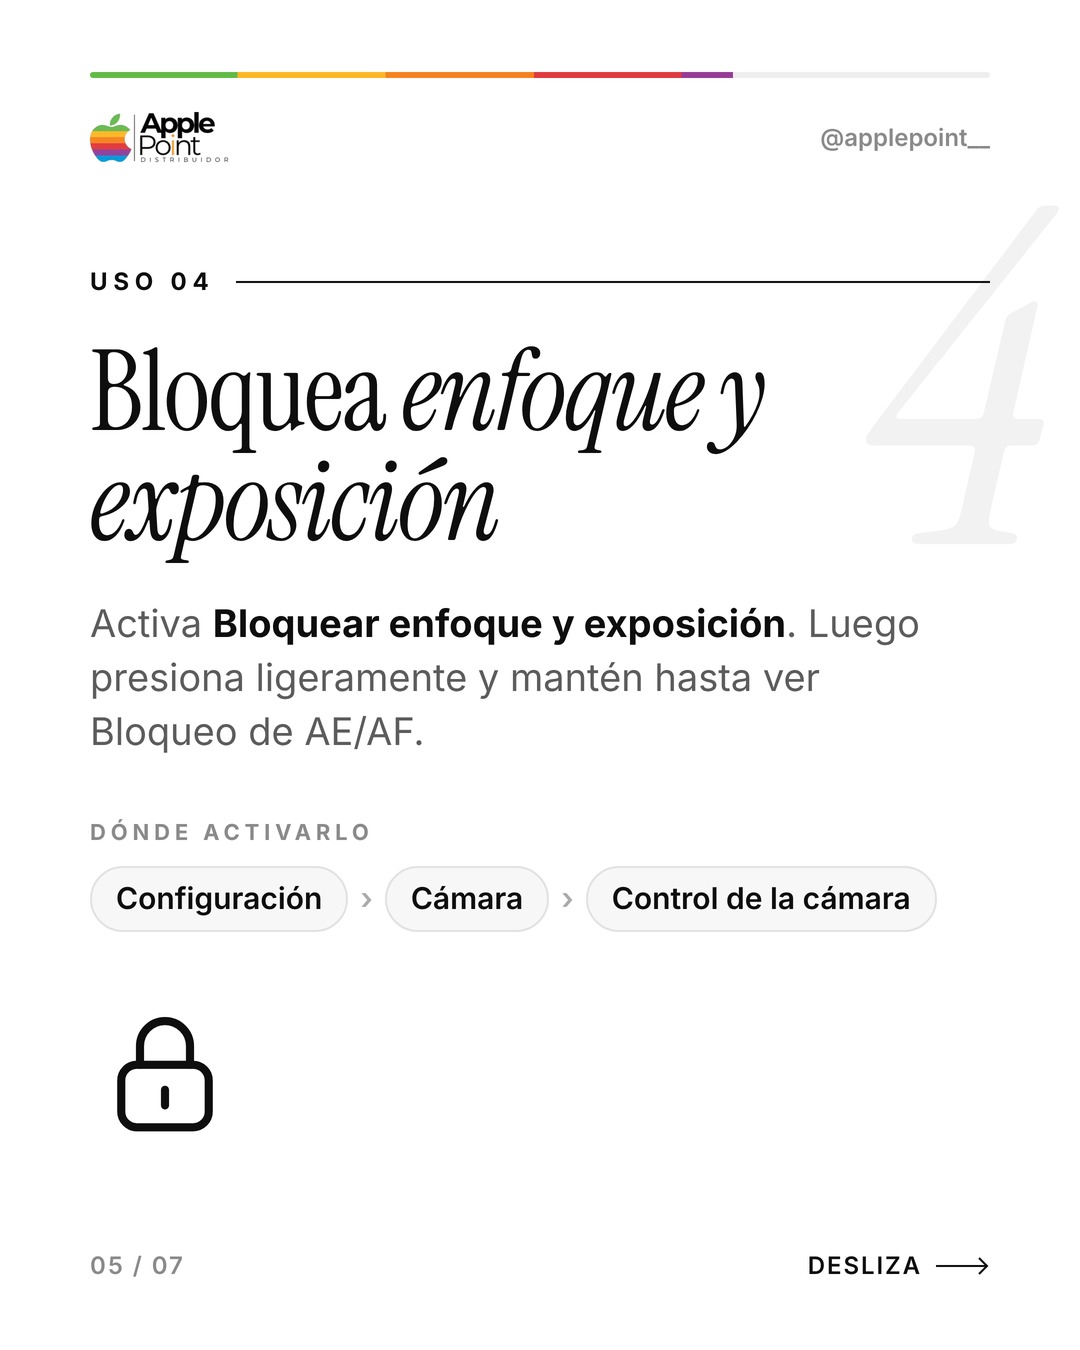 Apple
Point
DISTRIBUIDOR
@applepoint__
USO 04
4
Bloquea enfoque y
exposición
Activa Bloquear enfoque y exposición. Luego
presiona ligeramente y mantén hasta ver
Bloqueo de AE/AF.
DÓNDE ACTIVARLO
Configuración › Cámara › Control de la cámara
05 / 07
DESLIZA →